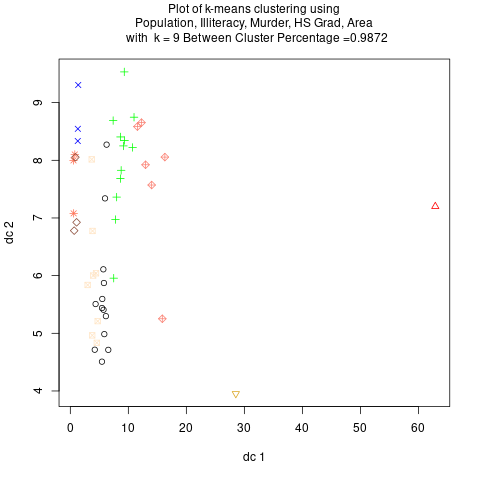 Plot of k-means clustering using
Population, Illiteracy, Murder, HS Grad, Area
with k = 9 Between Cluster Percentage =0.9872
9
8
7
6
5
4
dc 2
0
10
20
30
40
50
60
dc 1